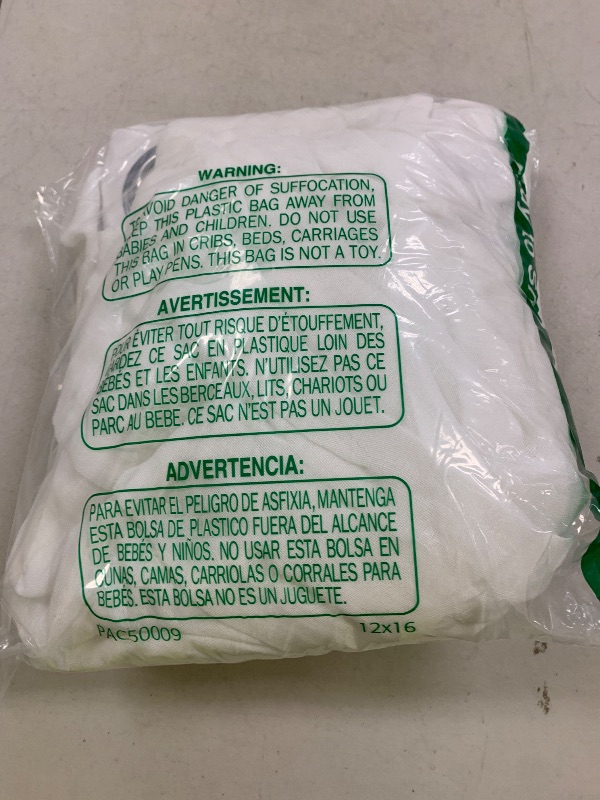 WARNING:
AVOID DANGER OF SUFFOCATION,
KEEP THIS PLASTIC BAG AWAY FROM
BABIES AND CHILDREN. DO NOT USE
THIS BAG IN CRIBS, BEDS, CARRIAGES
OR PLAY PENS. THIS BAG IS NOT A TOY.
AVERTISSEMENT:
POUR ÉVITER TOUT RISQUE D'ÉTOUFFEMENT,
GARDEZ CE SAC EN PLASTIQUE LOIN DES
BÉBÉS ET LES ENFANTS. N'UTILISEZ PAS CE
SAC DANS LES BERCEAUX, LITS, CHARIOTS OU
PARC AU BEBE. CE SAC N'EST PAS UN JOUET.
ADVERTENCIA:
PARA EVITAR EL PELIGRO DE ASFIXIA, MANTENGA
ESTA BOLSA DE PLASTICO FUERA DEL ALCANCE
DE BEBÉS Y NIÑOS. NO USAR ESTA BOLSA EN
CUNAS, CAMAS, CARRIOLAS O CORRALES PARA
BEBÉS. ESTA BOLSA NO ES UN JUGUETE.
PAC50009
12x16